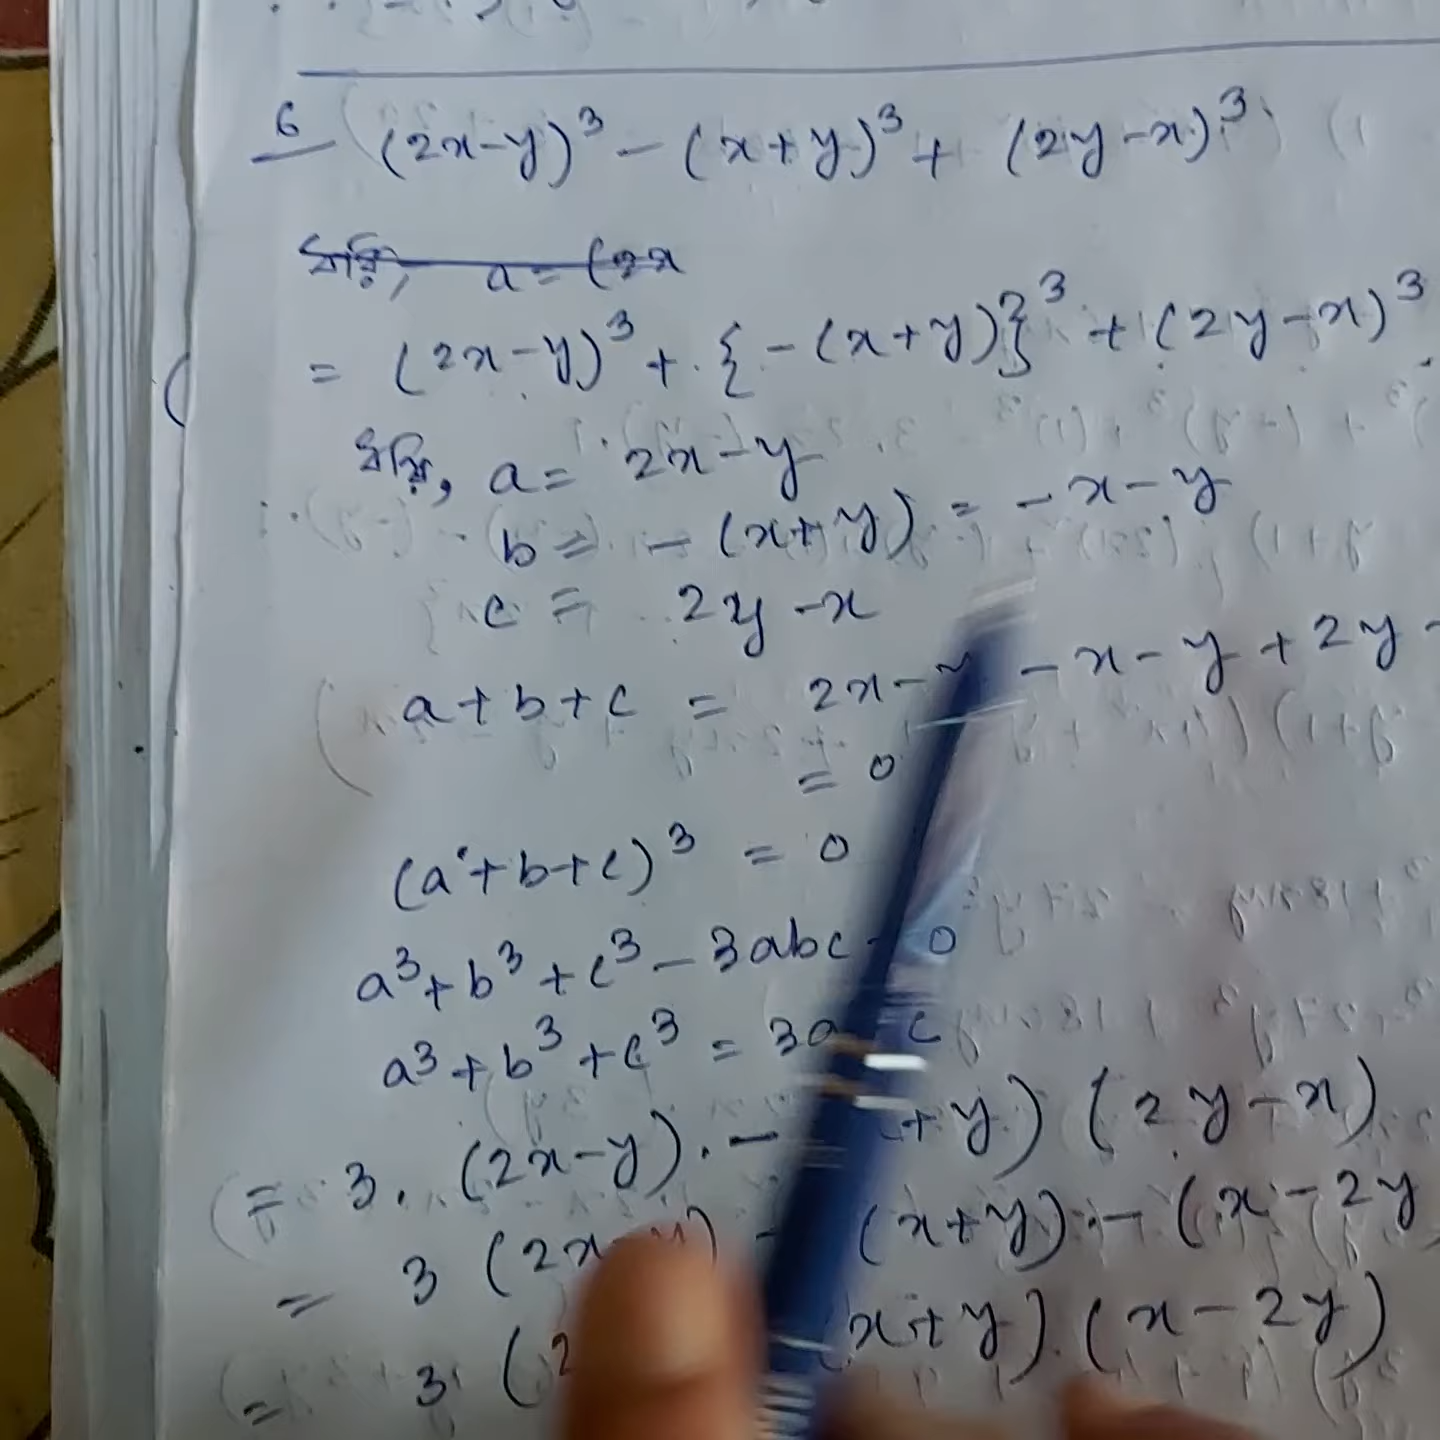 6 (2x-y)³ - (x+y)³ + (2y-x)³
ধরি, a = (2x
= (2x-y)³ + {-(x+y)}³ + (2y-x)³
ধরি, a = 2x-y
b = -(x+y) = -x-y
c = 2y-x
a+b+c = 2x-y-x-y+2y-
= 0
(a+b+c)³ = 0
a³+b³+c³-3abc 0
a³+b³+c³ = 3a c
= 3. (2x-y). - +y) (2y-x)
= 3 (2x-y) - (x+y).-(x-2y
= 3 (2 x+y).(x-2y)